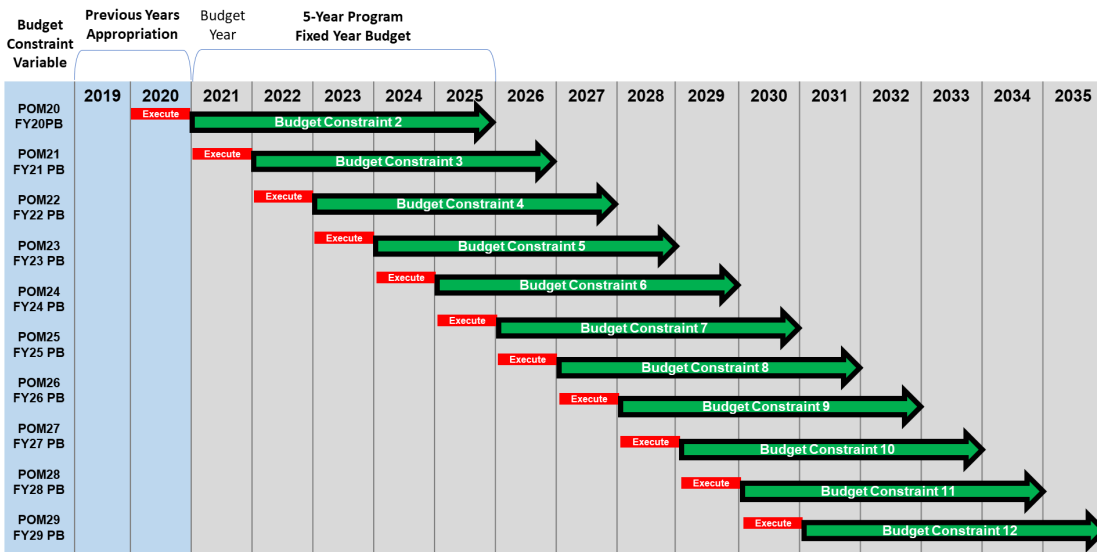 Budget
Constraint
Variable
Previous Years
Appropriation
Budget
Year
5-Year Program
Fixed Year Budget
2019 2020 2021 2022 2023 2024 2025 2026 2027 2028 2029 2030 2031 2032 2033 2034 2035
POM20
FY20PB
Execute
Budget Constraint 2
POM21
FY21 PB
Execute
Budget Constraint 3
POM22
FY22 PB
Execute
Budget Constraint 4
POM23
FY23 PB
Execute
Budget Constraint 5
POM24
FY24 PB
Execute
Budget Constraint 6
POM25
FY25 PB
Execute
Budget Constraint 7
POM26
FY26 PB
Execute
Budget Constraint 8
POM27
FY27 PB
Execute
Budget Constraint 9
POM28
FY28 PB
Execute
Budget Constraint 10
POM29
FY29 PB
Execute
Budget Constraint 11
Execute
Budget Constraint 12